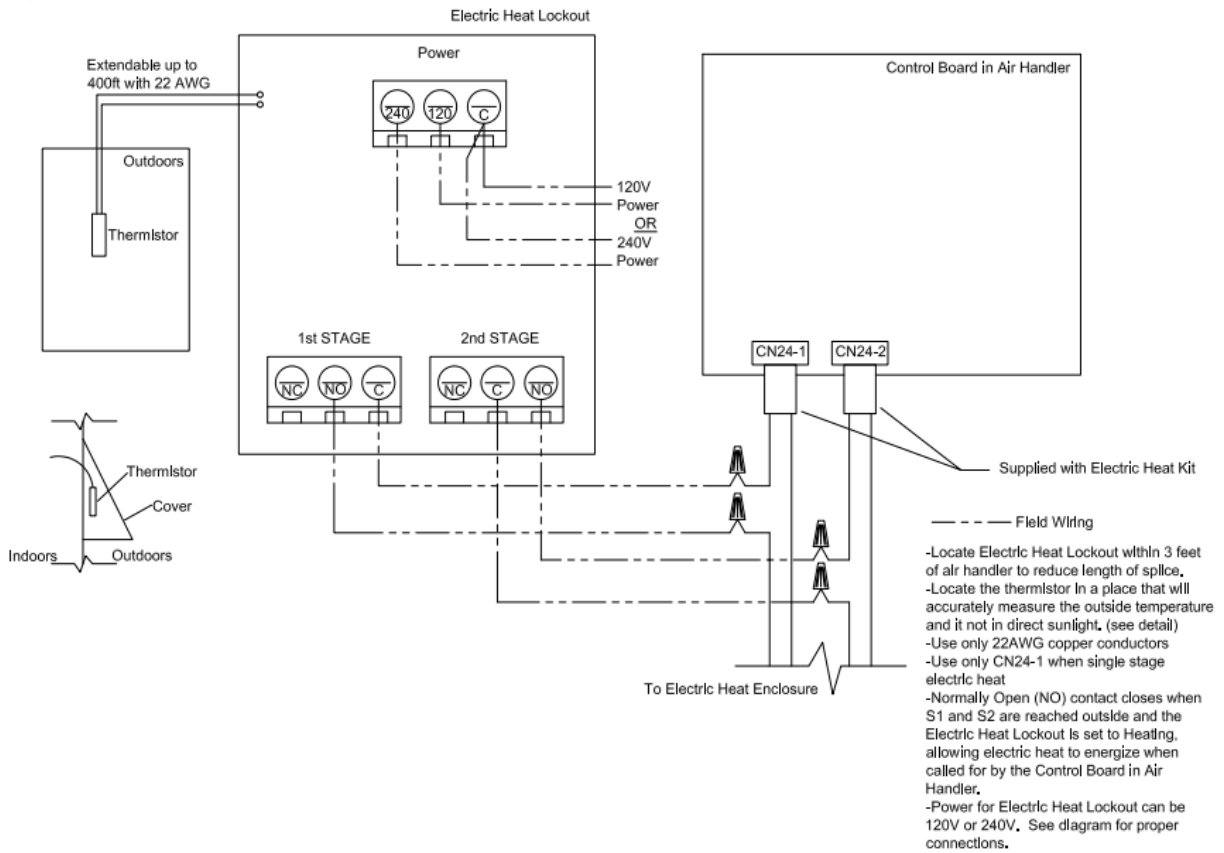 Electric Heat Lockout
Power
Extendable up to
400ft with 22 AWG
240 120 C
Control Board in Air Handler
Outdoors
Thermistor
120V
Power
OR
240V
Power
1st STAGE
2nd STAGE
NC NO C
NC C NO
CN24-1
CN24-2
Supplied with Electric Heat Kit
Thermistor
Cover
Indoors
Outdoors
To Electric Heat Enclosure
Field Wiring
-Locate Electric Heat Lockout within 3 feet
of air handler to reduce length of splice.
-Locate the thermistor in a place that will
accurately measure the outside temperature
and it not in direct sunlight. (see detail)
-Use only 22AWG copper conductors
-Use only CN24-1 when single stage
electric heat
-Normally Open (NO) contact closes when
S1 and S2 are reached outside and the
Electric Heat Lockout is set to Heating,
allowing electric heat to energize when
called for by the Control Board in Air
Handler.
-Power for Electric Heat Lockout can be
120V or 240V. See diagram for proper
connections.